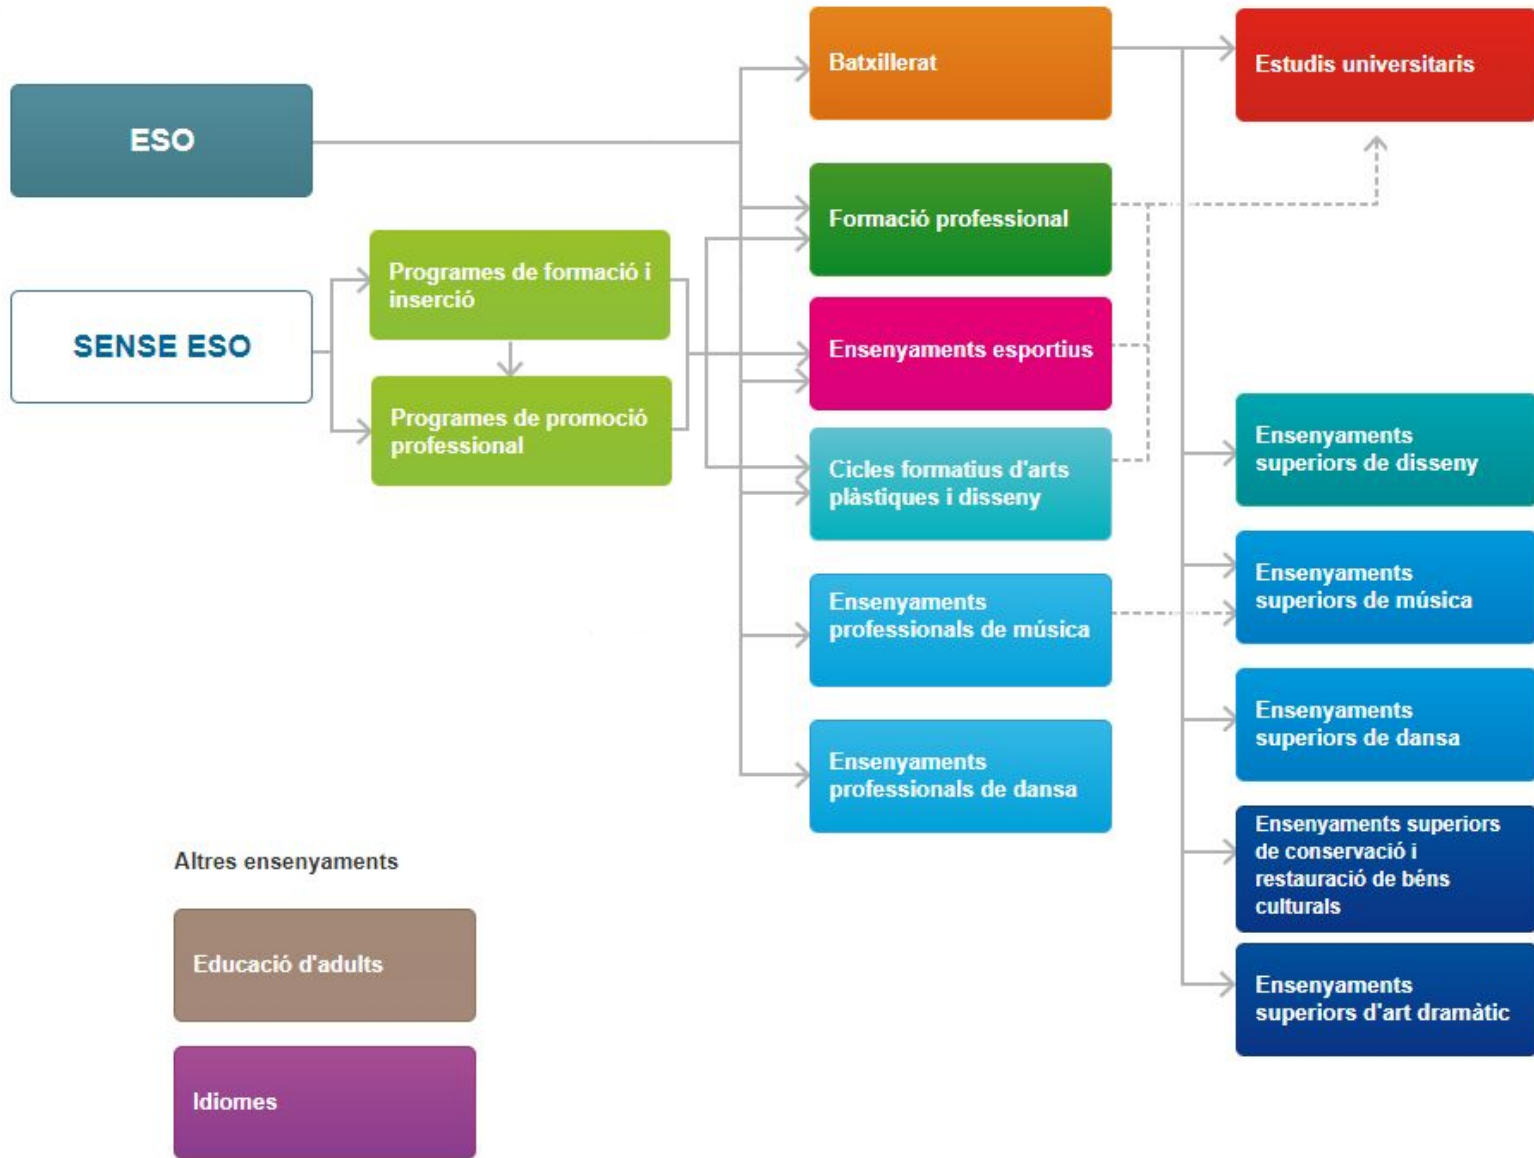 ESO
SENSE ESO
Programes de formació i
inserció
Programes de promoció
professional
Batxillerat
Formació professional
Ensenyaments esportius
Cicles formatius d'arts
plàstiques i disseny
Ensenyaments
professionals de música
Ensenyaments
professionals de dansa
Estudis universitaris
Ensenyaments
superiors de disseny
Ensenyaments
superiors de música
Ensenyaments
superiors de dansa
Ensenyaments superiors
de conservació i
restauració de béns
culturals
Ensenyaments
superiors d'art dramàtic
Altres ensenyaments
Educació d'adults
Idiomes